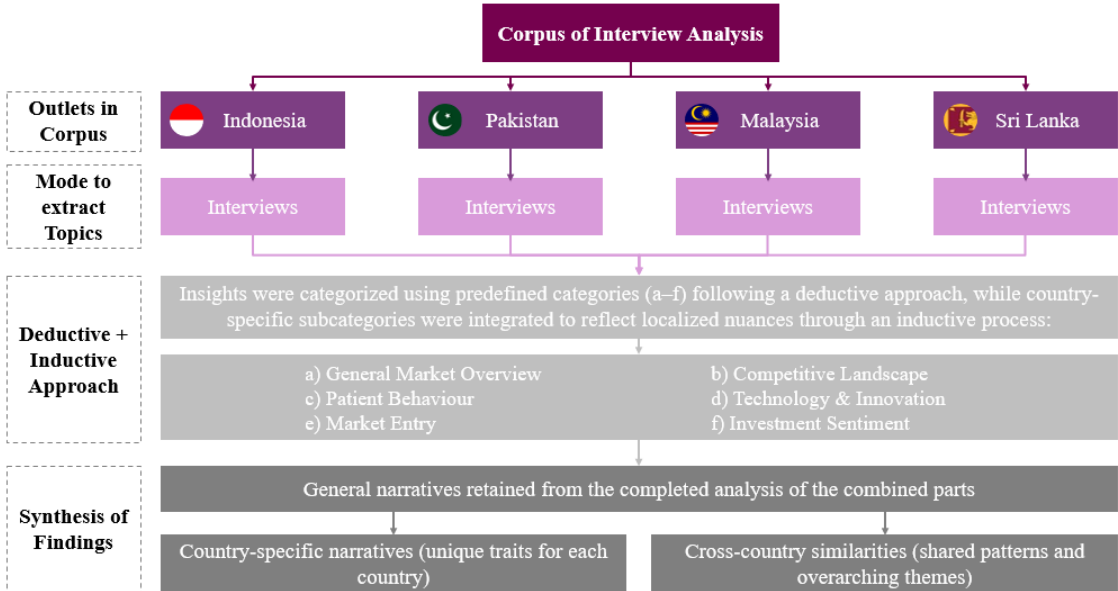 Corpus of Interview Analysis
Outlets in
Corpus
Indonesia
Pakistan
Malaysia
Sri Lanka
Mode to
extract
Topics
Interviews
Interviews
Interviews
Interviews
Deductive +
Inductive
Approach
Insights were categorized using predefined categories (a–f) following a deductive approach, while country-
specific subcategories were integrated to reflect localized nuances through an inductive process:
a) General Market Overview
b) Competitive Landscape
c) Patient Behaviour
d) Technology & Innovation
e) Market Entry
f) Investment Sentiment
Synthesis of
Findings
General narratives retained from the completed analysis of the combined parts
Country-specific narratives (unique traits for each
country)
Cross-country similarities (shared patterns and
overarching themes)